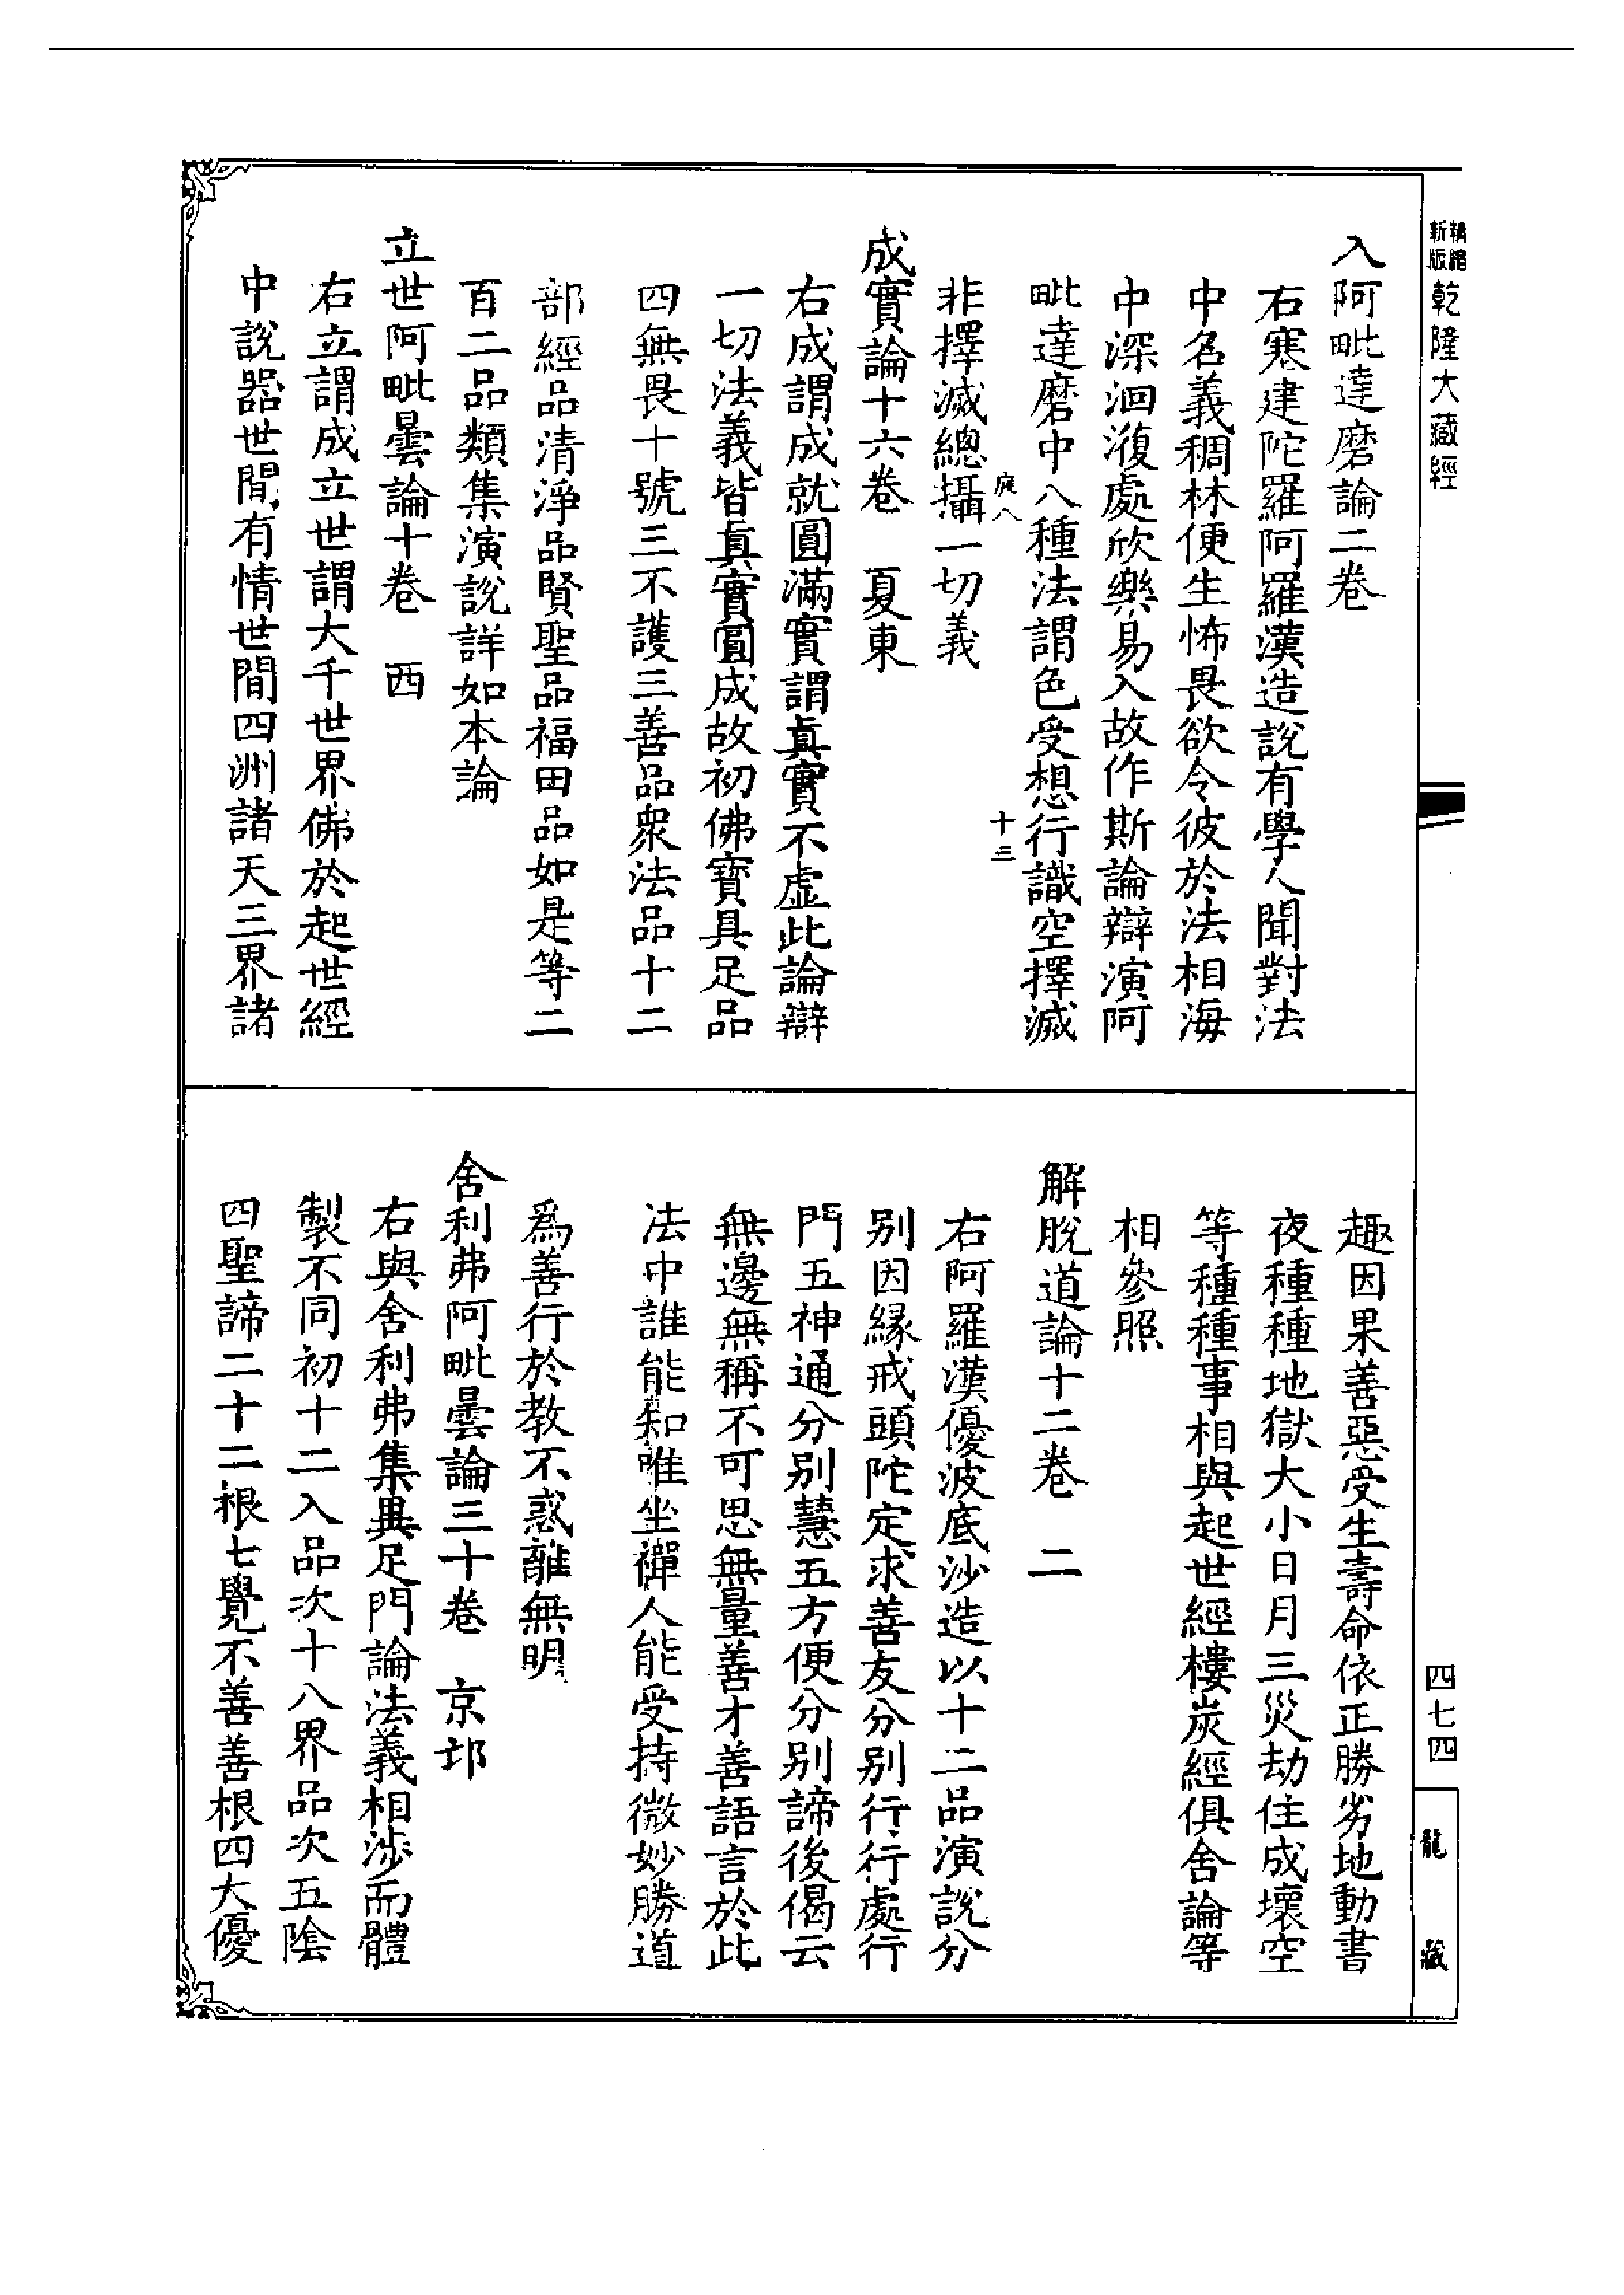 新版
乾隆大藏經
入阿毗達磨論二卷
右塞建陀羅阿羅漢造說有學人聞對法
中名義稠林便生怖畏欲令彼於法相海
中深洄澓處欣樂易入故作斯論辯演阿
毗達磨中八種法謂色受想行識空擇滅
庭八
十三
非擇滅總攝一切義
成實論十六卷 夏東
右成謂成就圓滿實謂真實不虛此論辯
一切法義皆真實圓成故初佛寶具足品
四無畏十號三不護三善品眾法品十二
部經品清淨品賢聖品福田品如是等二
百二品類集演說詳如本論
立世阿毗曇論十卷 西
右立謂成立世謂大千世界佛於起世經
中說器世間有情世間四洲諸天三界諸
趣因果善惡受生壽命依正勝劣地動書
夜種種地獄大小日月三災劫住成壞空
等種種事相與起世經樓炭經俱舍論等
相參照
解脫道論十二卷 二
右阿羅漢優波底沙造以十二品演說分
別因緣戒頭陀定求善友分別行行處行
門五神通分別慧五方便分別諦後偈云
無邊無稱不可思無量善才善語言於此
法中誰能知唯坐禪人能受持微妙勝道
為善行於教不惑離無明
舍利弗阿毗曇論三十卷 京邙
右與舍利弗集異足門論法義相涉而體
製不同初十二入品次十八界品次五陰
四聖諦二十二根七覺不善善根四大優
四七四
龍藏